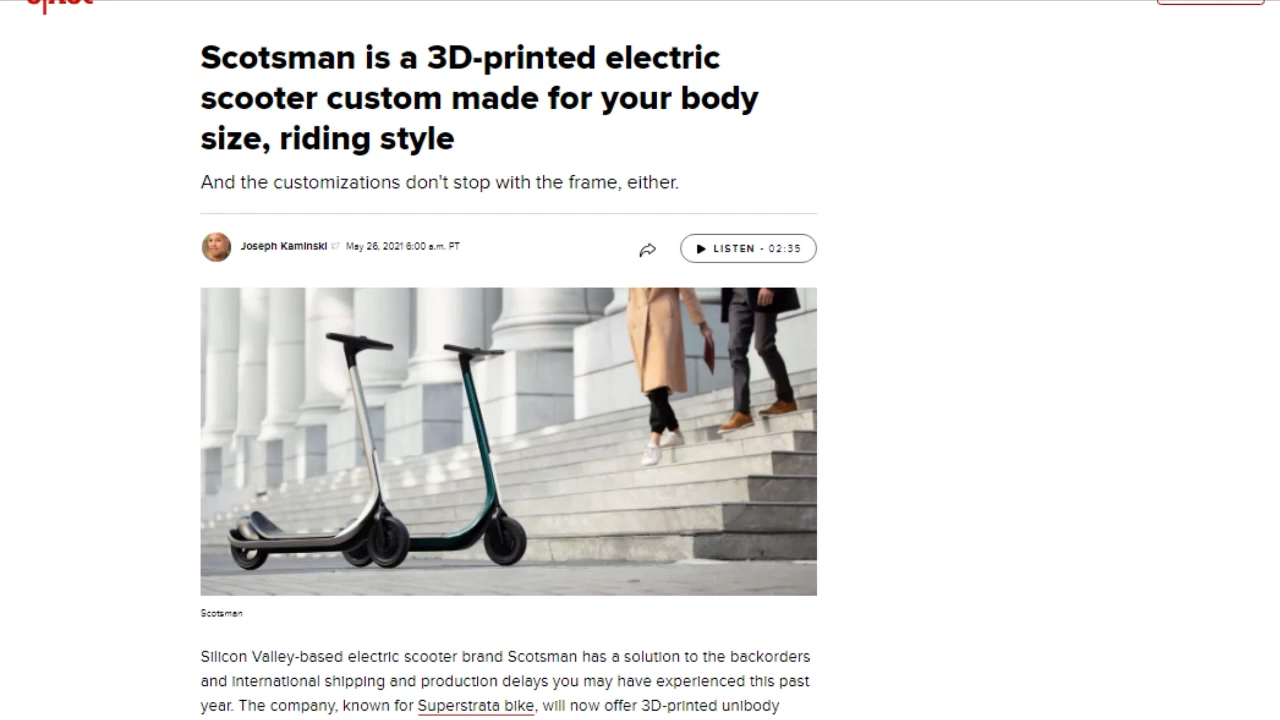 Scotsman is a 3D-printed electric
scooter custom made for your body
size, riding style
And the customizations don't stop with the frame, either.
Joseph Kaminski May 26, 2021 6:00 a.m. PT
LISTEN - 02:35
Scotsman
Silicon Valley-based electric scooter brand Scotsman has a solution to the backorders
and international shipping and production delays you may have experienced this past
year. The company, known for Superstrata bike, will now offer 3D-printed unibody